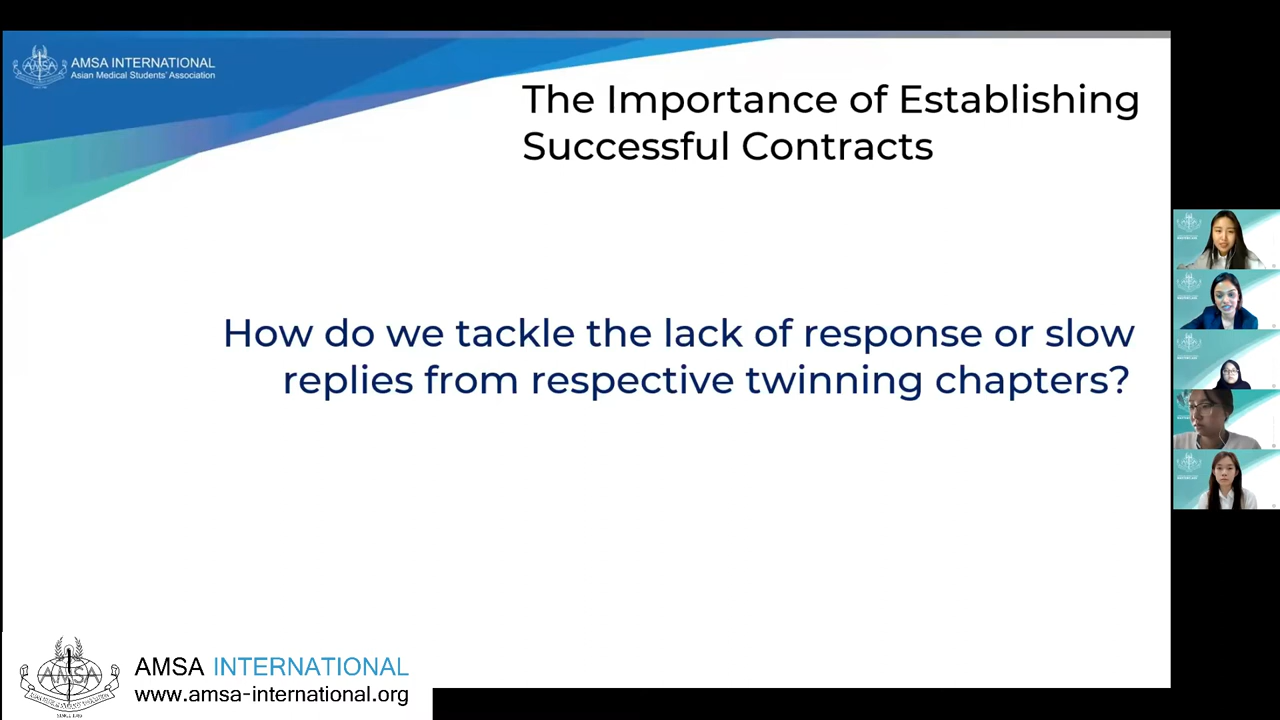 AMSA INTERNATIONAL
Asian Medical Students' Association
The Importance of Establishing
Successful Contracts
How do we tackle the lack of response or slow
replies from respective twinning chapters?
AMSA
AMSA INTERNATIONAL
www.amsa-international.org